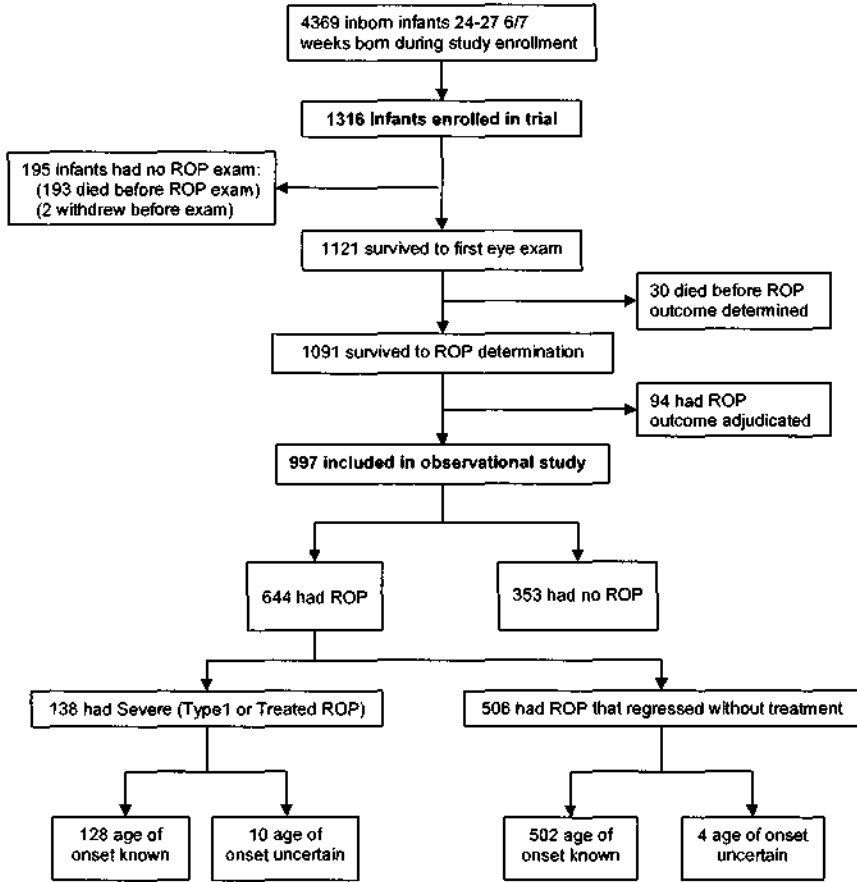 4369 inborn infants 24-27 6/7
weeks born during study enrollment
1316 Infants enrolled in trial
195 infants had no ROP exam:
(193 died before ROP exam)
(2 withdrew before exam)
1121 survived to first eye exam
30 died before ROP
outcome determined
1091 survived to ROP determination
94 had ROP
outcome adjudicated
997 included in observational study
644 had ROP
353 had no ROP
138 had Severe (Type1 or Treated ROP)
506 had ROP that regressed without treatment
128 age of
onset known
10 age of
onset uncertain
502 age of
onset known
4 age of onset
uncertain